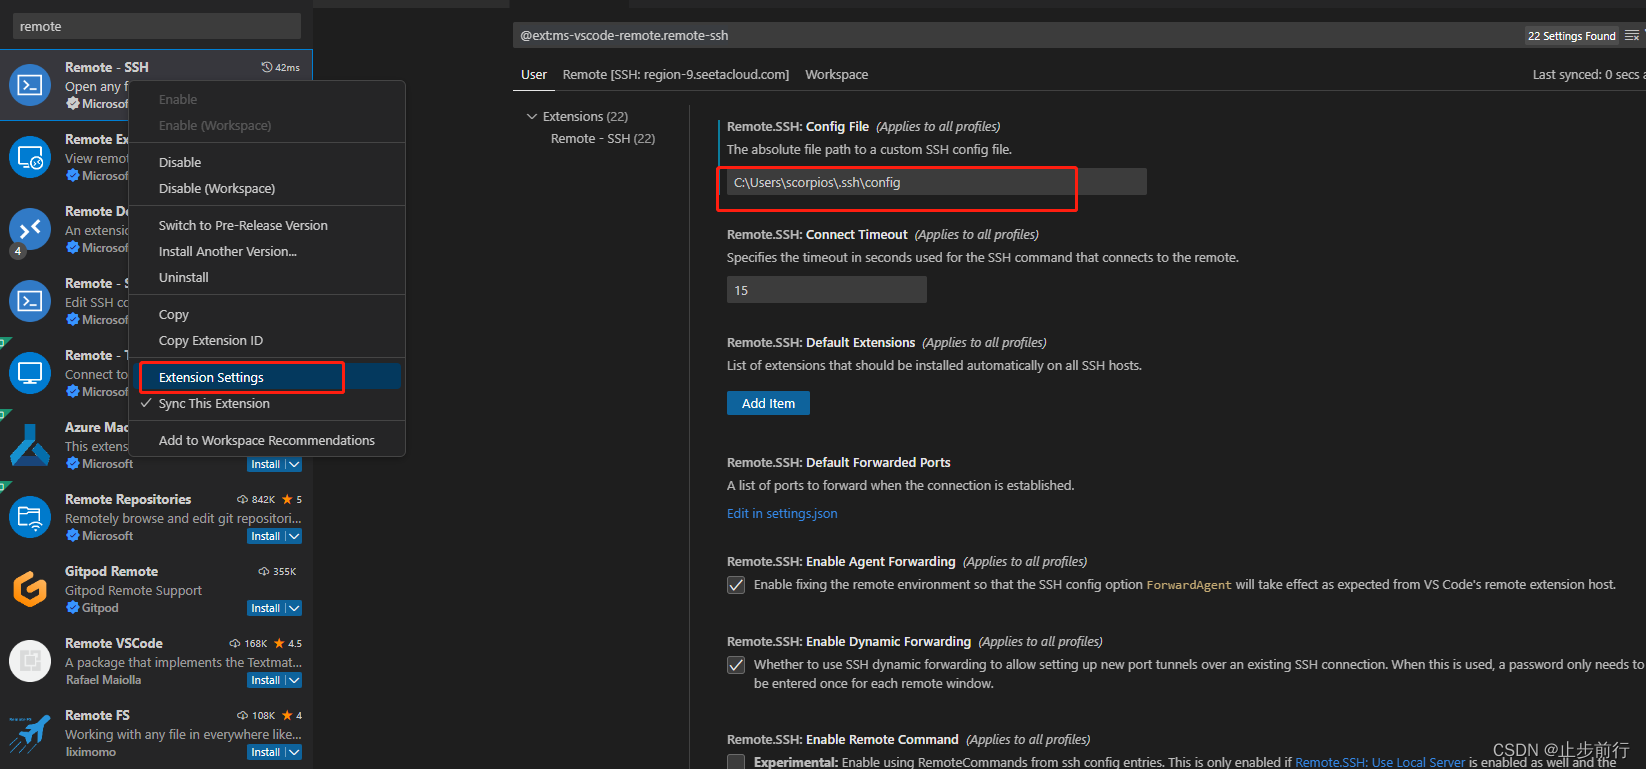 remote
Remote - SSH
42ms
Open any f
Microsof
Remote Ex
View remot
Microsof
Remote De
An extensio
Microsof
4
Remote - S
Edit SSH co
Microsof
Remote - T
Connect to
Microsof
Azure Mac
This extens
Microsoft
Install
Remote Repositories
842K
5
Remotely browse and edit git repositori...
Microsoft
Install
Gitpod Remote
355K
Gitpod Remote Support
Gitpod
Install
Remote VSCode
168K
4.5
A package that implements the Textmat...
Rafael Maiolla
Install
Remote FS
108K
4
Working with any file in everywhere like...
liximomo
Install
Enable
Enable (Workspace)
Disable
Disable (Workspace)
Switch to Pre-Release Version
Install Another Version...
Uninstall
Copy
Copy Extension ID
Extension Settings
Sync This Extension
Add to Workspace Recommendations
@ext:ms-vscode-remote.remote-ssh
22 Settings Found
User
Remote [SSH: region-9.seetacloud.com]
Workspace
Last synced: 0 secs a
Extensions (22)
Remote - SSH (22)
Remote.SSH: Config File (Applies to all profiles)
The absolute file path to a custom SSH config file.
C:\Users\scorpios\.ssh\config
Remote.SSH: Connect Timeout (Applies to all profiles)
Specifies the timeout in seconds used for the SSH command that connects to the remote.
15
Remote.SSH: Default Extensions (Applies to all profiles)
List of extensions that should be installed automatically on all SSH hosts.
Add Item
Remote.SSH: Default Forwarded Ports
A list of ports to forward when the connection is established.
Edit in settings.json
Remote.SSH: Enable Agent Forwarding (Applies to all profiles)
Enable fixing the remote environment so that the SSH config option ForwardAgent will take effect as expected from VS Code's remote extension host.
Remote.SSH: Enable Dynamic Forwarding (Applies to all profiles)
Whether to use SSH dynamic forwarding to allow setting up new port tunnels over an existing SSH connection. When this is used, a password only needs to
be entered once for each remote window.
Remote.SSH: Enable Remote Command (Applies to all profiles)
Experimental: Enable using RemoteCommands from ssh config entries. This is only enabled if Remote.SSH: Use Local Server is enabled as well and the
CSDN @止步前行